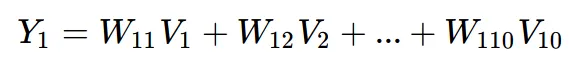 Y₁ = W₁₁V₁ + W₁₂V₂ + ... + W₁₁₀V₁₀